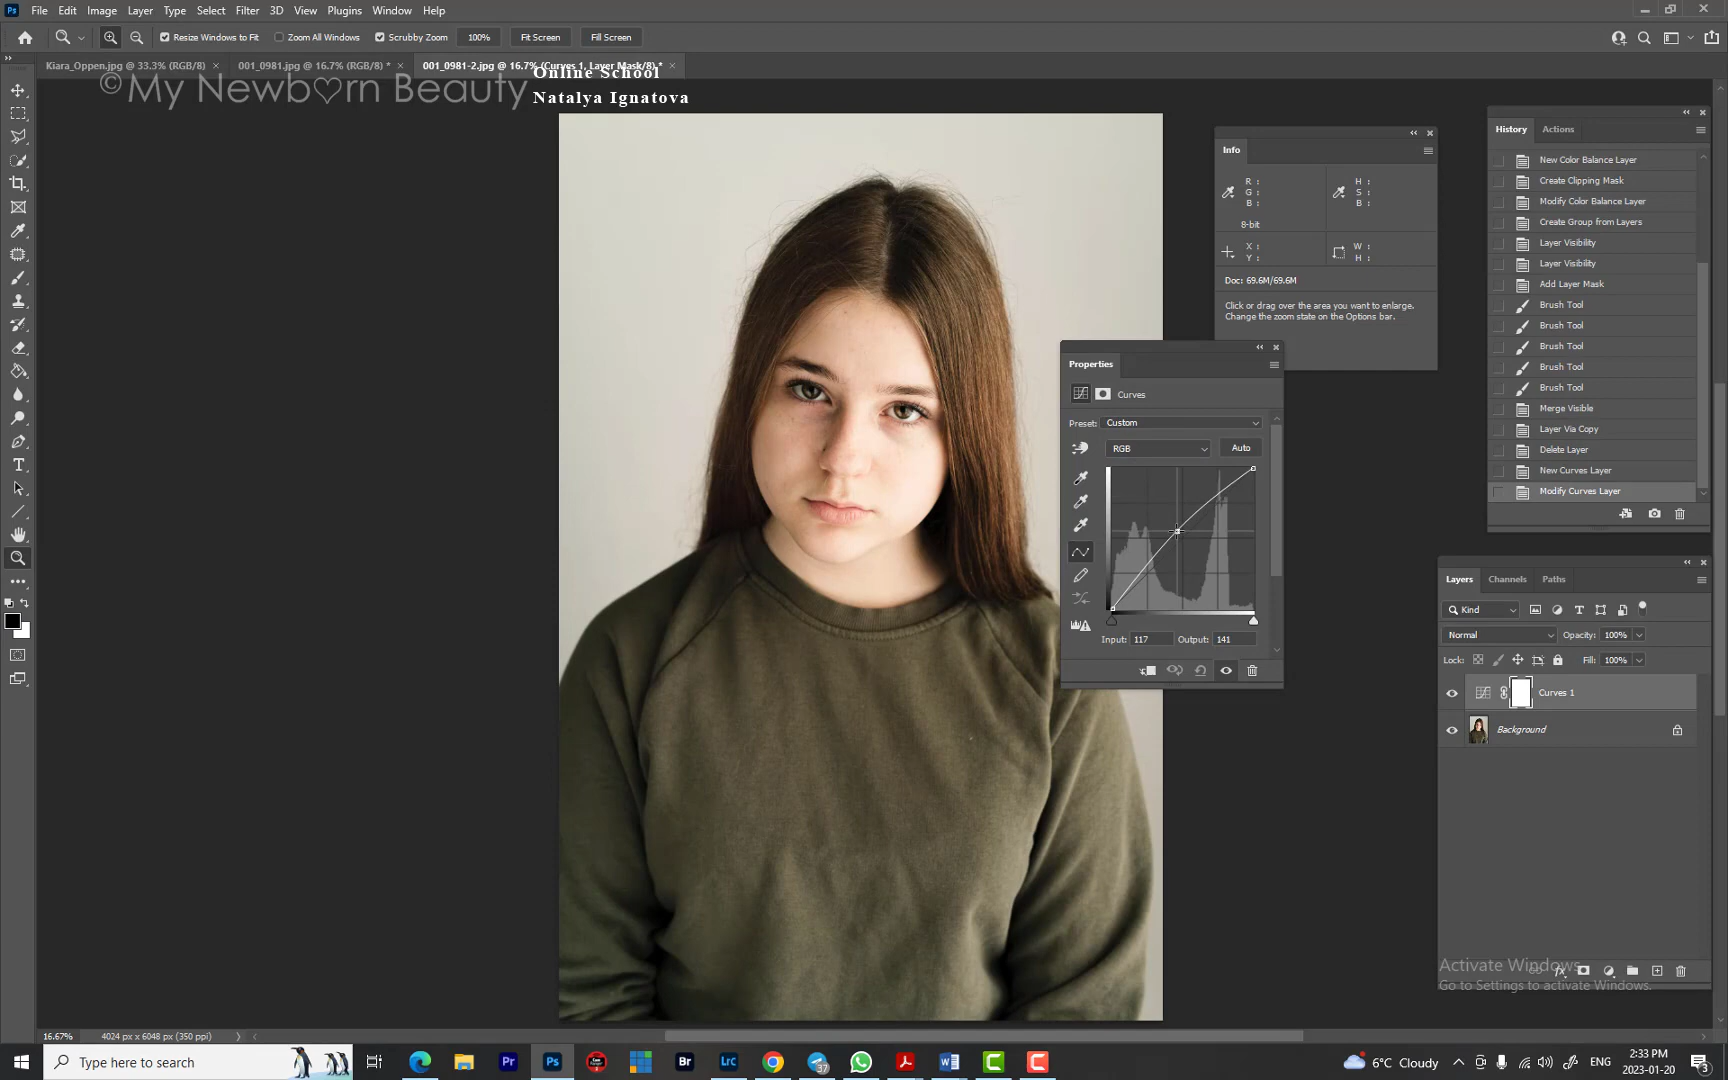 Ps File Edit Image Layer Type Select Filter 3D View Plugins Window Help
Resize Windows to Fit Zoom All Windows Scrubby Zoom 100% Fit Screen Fill Screen
Kiara_Oppen.jpg @ 33.3% (RGB/8) × 001_0981.jpg @ 16.7% (RGB/8) * × 001_0981-2.jpg @ 16.7% (Curves 1, Layer Mask/8) * ×
©My Newb♡rn Beauty
Online School
Natalya Ignatova
Info
R :
G :
B :
H :
S :
B :
8-bit
X :
Y :
W :
H :
Doc: 69.6M/69.6M
Click or drag over the area you want to enlarge.
Change the zoom state on the Options bar.
History Actions
New Color Balance Layer
Create Clipping Mask
Modify Color Balance Layer
Create Group from Layers
Layer Visibility
Layer Visibility
Add Layer Mask
Brush Tool
Brush Tool
Brush Tool
Brush Tool
Brush Tool
Merge Visible
Layer Via Copy
Delete Layer
New Curves Layer
Modify Curves Layer
Properties
Curves
Preset: Custom
RGB Auto
Input: 117 Output: 141
Layers Channels Paths
Kind
Normal Opacity: 100%
Lock: Fill: 100%
Curves 1
Background
Activate Windows
Go to Settings to activate Windows.
16.67% 4024 px x 6048 px (350 ppi)
Type here to search
Pr Ps Br Lrc 37 W C C
6°C Cloudy ENG 2:33 PM
2023-01-20 3